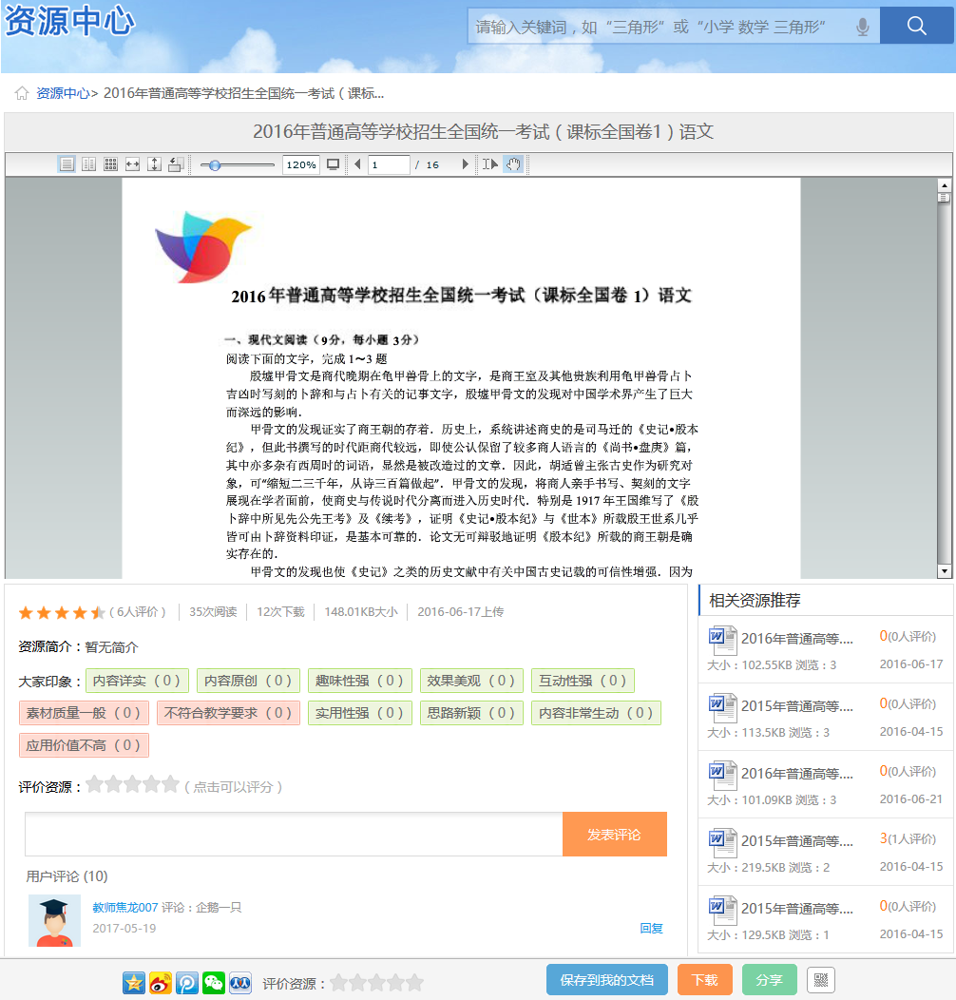 资源中心
请输入关键词，如“三角形”或“小学 数学 三角形”
资源中心> 2016年普通高等学校招生全国统一考试（课标...
2016年普通高等学校招生全国统一考试（课标全国卷1）语文
120% 1 / 16
2016年普通高等学校招生全国统一考试（课标全国卷 1）语文
一、现代文阅读（9分，每小题 3分）
阅读下面的文字，完成 1～3 题
殷墟甲骨文是商代晚期在龟甲兽骨上的文字，是商王室及其他贵族利用龟甲兽骨占卜
吉凶时写刻的卜辞和与占卜有关的记事文字，殷墟甲骨文的发现对中国学术界产生了巨大
而深远的影响．
甲骨文的发现证实了商王朝的存着．历史上，系统讲述商史的是司马迁的《史记•殷本
纪》，但此书撰写的时代距商代较远，即使公认保留了较多商人语言的《尚书•盘庚》篇，
其中亦多杂有西周时的词语，显然是被改造过的文章．因此，胡适曾主张古史作为研究对
象，可“缩短二三千年，从诗三百篇做起”．甲骨文的发现，将商人亲手书写、契刻的文字
展现在学者面前，使商史与传说时代分离而进入历史时代．特别是 1917 年王国维写了《殷
卜辞中所见先公先王考》及《续考》，证明《史记•殷本纪》与《世本》所载殷王世系几乎
皆可由卜辞资料印证，是基本可靠的．论文无可辩驳地证明《殷本纪》所载的商王朝是确
实存在的．
甲骨文的发现也使《史记》之类的历史文献中有关中国古史记载的可信性增强．因为
（6人评价） 35次阅读 12次下载 148.01KB大小 2016-06-17上传
资源简介：暂无简介
大家印象： 内容详实（0） 内容原创（0） 趣味性强（0） 效果美观（0） 互动性强（0）
素材质量一般（0） 不符合教学要求（0） 实用性强（0） 思路新颖（0） 内容非常生动（0）
应用价值不高（0）
评价资源：（点击可以评分）
发表评论
用户评论 (10)
教师焦龙007 评论：企鹅一只
2017-05-19
回复
相关资源推荐
2016年普通高等.... 0(0人评价)
大小：102.55KB 浏览：3 2016-06-17
2015年普通高等.... 0(0人评价)
大小：113.5KB 浏览：3 2016-04-15
2016年普通高等.... 0(0人评价)
大小：101.09KB 浏览：3 2016-06-21
2015年普通高等.... 3(1人评价)
大小：219.5KB 浏览：2 2016-04-15
2015年普通高等.... 0(0人评价)
大小：129.5KB 浏览：1 2016-04-15
评价资源： 保存到我的文档 下载 分享